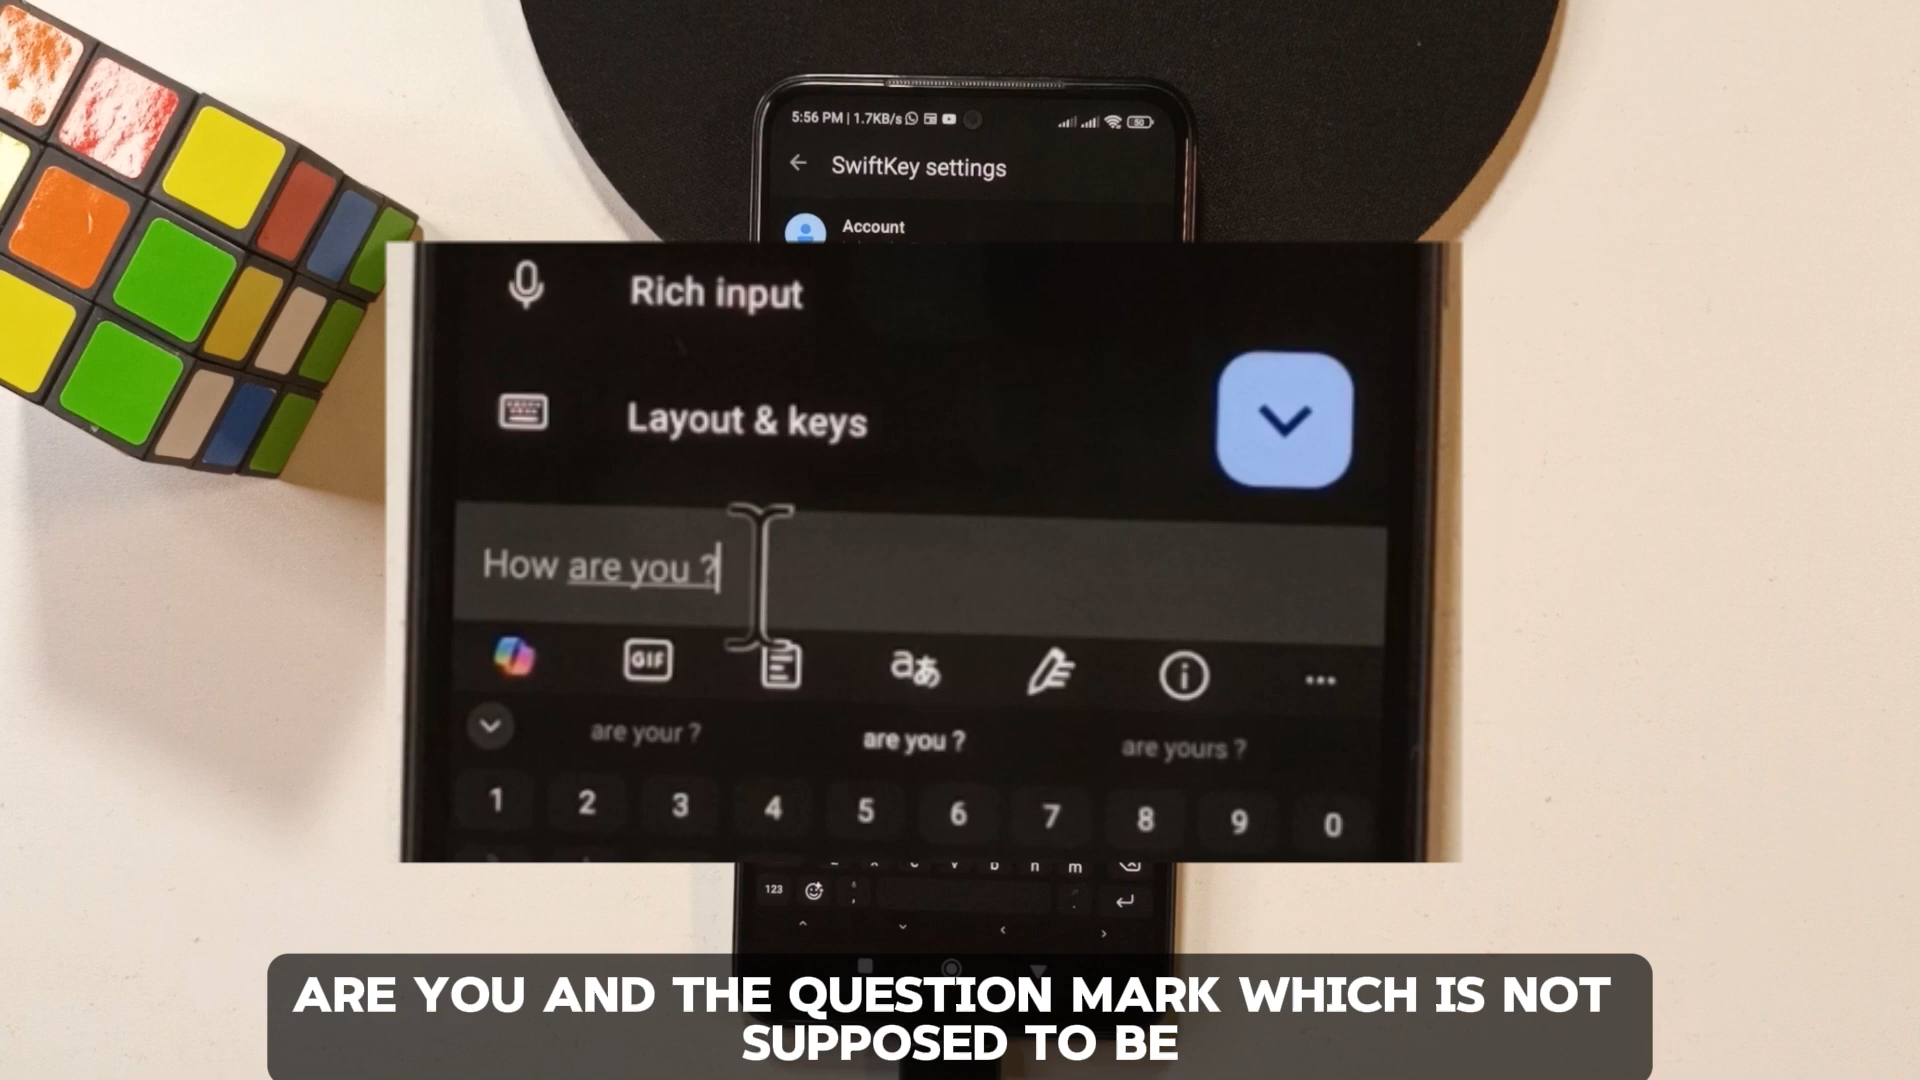 5:56 PM | 1.7KB/s
50
SwiftKey settings
Account
Rich input
Layout & keys
How are you ?
GIF
aあ
are your ?
are you ?
are yours ?
1 2 3 4 5 6 7 8 9 0
c v b n m
123
ARE YOU AND THE QUESTION MARK WHICH IS NOT
SUPPOSED TO BE